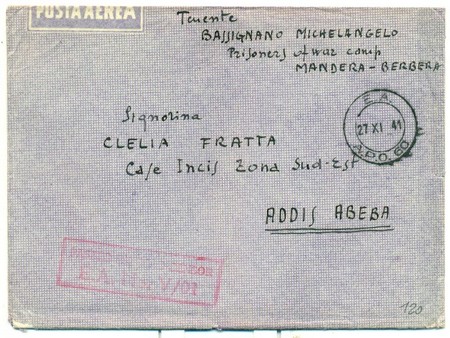 POSTA AEREA
Tenente
BASSIGNANO MICHELANGELO
Prisoners of war camp
MANDERA - BERBERA
E.A.
27 XI 41
A.P.O. 60
Signorina
CLELIA FRATTA
Case Incis Zona Sud-Est
ADDIS ABEBA
E.A.
V/01
120